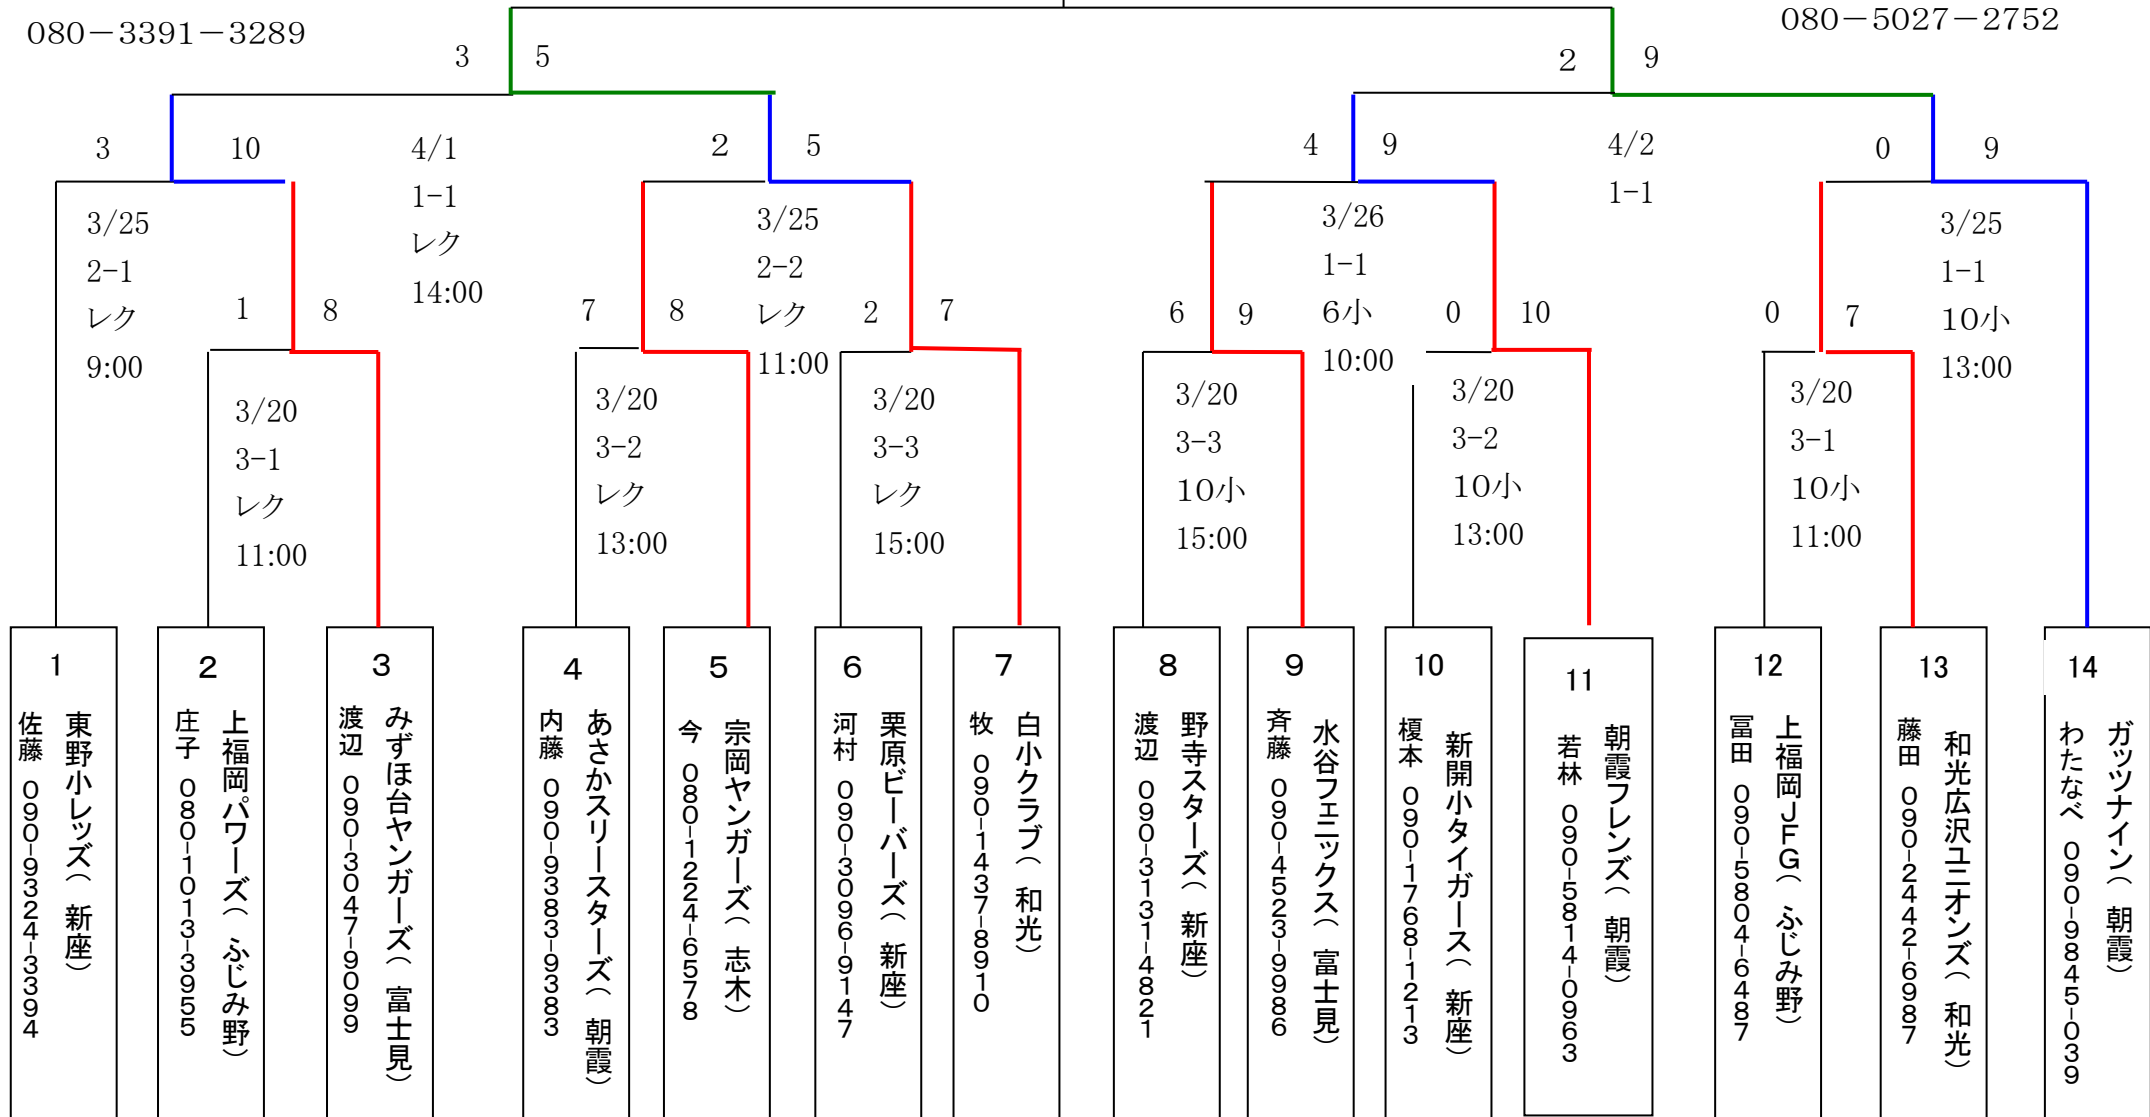 080－3391－3289
080－5027－2752
3 5
2 9
3 10
4/1
1-1
レク
14:00
2 5
4 9
4/2
1-1
0 9
3/25
2-1
レク
9:00
3/25
2-2
レク
11:00
3/26
1-1
6小
10:00
3/25
1-1
10小
13:00
1 8
7 8
2 7
6 9
0 10
0 7
3/20
3-1
レク
11:00
3/20
3-2
レク
13:00
3/20
3-3
レク
15:00
3/20
3-3
10小
15:00
3/20
3-2
10小
13:00
3/20
3-1
10小
11:00
1
東野小レッズ（新座）
佐藤 090-9324-3394
2
上福岡パワーズ（ふじみ野）
庄子 080-1013-3955
3
みずほ台ヤンガーズ（富士見）
渡辺 090-3047-9099
4
あさかスリースターズ（朝霞）
内藤 090-9383-9383
5
宗岡ヤンガーズ（志木）
今 080-1224-6578
6
栗原ビーバーズ（新座）
河村 090-3096-9147
7
白小クラブ（和光）
牧 090-1437-8910
8
野寺スターズ（新座）
渡辺 090-3131-4821
9
水谷フェニックス（富士見）
斉藤 090-4523-9986
10
新開小タイガース（新座）
榎本 090-1768-1213
11
朝霞フレンズ（朝霞）
若林 090-5814-0963
12
上福岡JFG（ふじみ野）
冨田 090-5804-6487
13
和光広沢ユニオンズ（和光）
藤田 090-2442-6987
14
ガッツナイン（朝霞）
わたなべ 090-9845-039